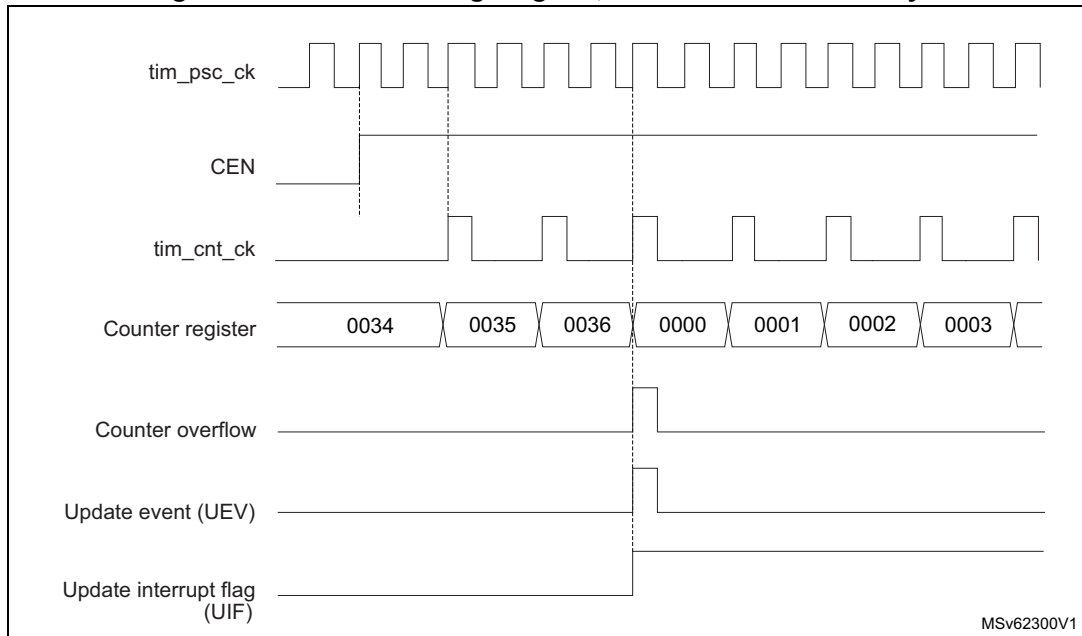 tim_psc_ck
CEN
tim_cnt_ck
Counter register 0034 0035 0036 0000 0001 0002 0003
Counter overflow
Update event (UEV)
Update interrupt flag
(UIF)
MSv62300V1